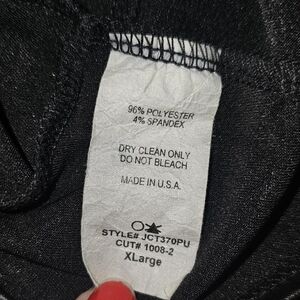 96% POLYESTER
4% SPANDEX
DRY CLEAN ONLY
DO NOT BLEACH
MADE IN U.S.A.
STYLE# JCT370PU
CUT# 1008-2
XLarge